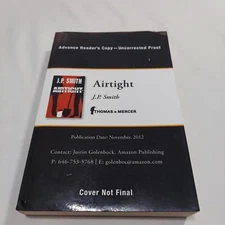 Advance Reader's Copy — Uncorrected Proof
J.P. SMITH
AIRTIGHT
Airtight
J.P. Smith
THOMAS & MERCER
Publication Date: November, 2012
Contact: Justin Golenbock, Amazon Publishing
P: 646-753-5768 | E: golenboc@amazon.com
Cover Not Final